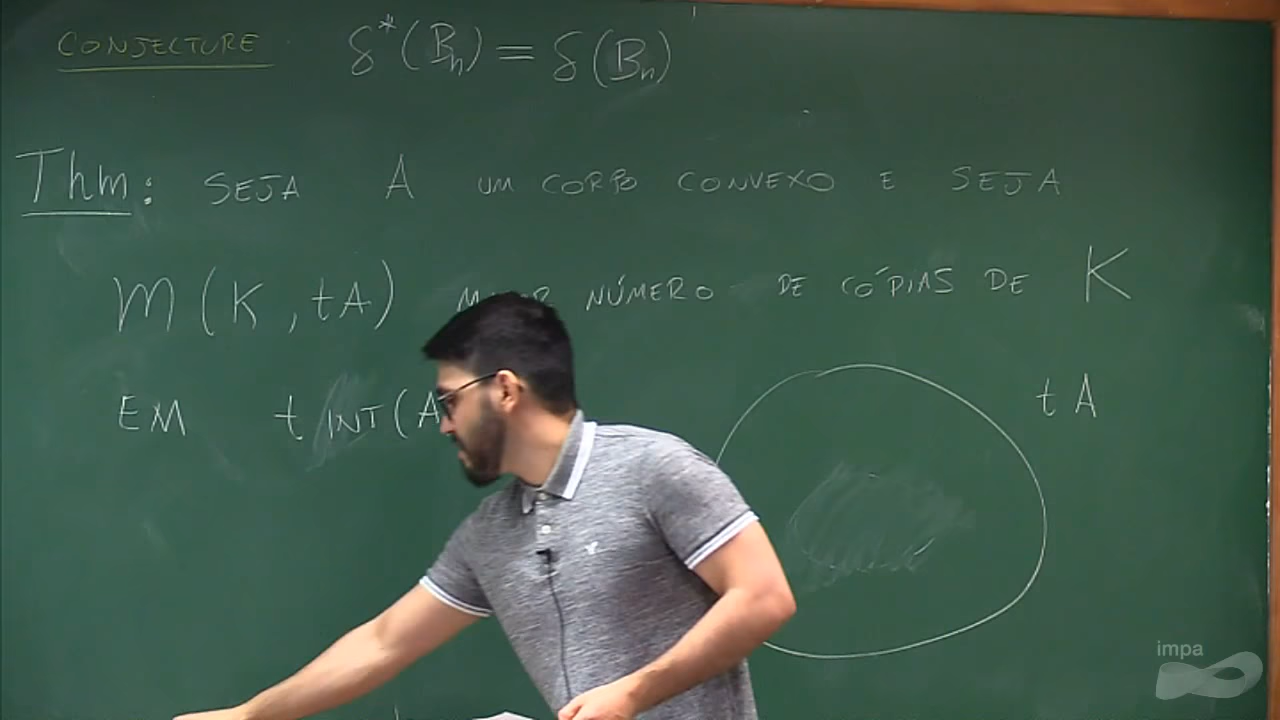 CONJECTURE δ*(Bₙ) = δ(Bₙ)
Thm: SEJA A UM CORPO CONVEXO E SEJA
M(K, tA) NÚMERO DE CÓPIAS DE K
EM t INT(A
tA
impa